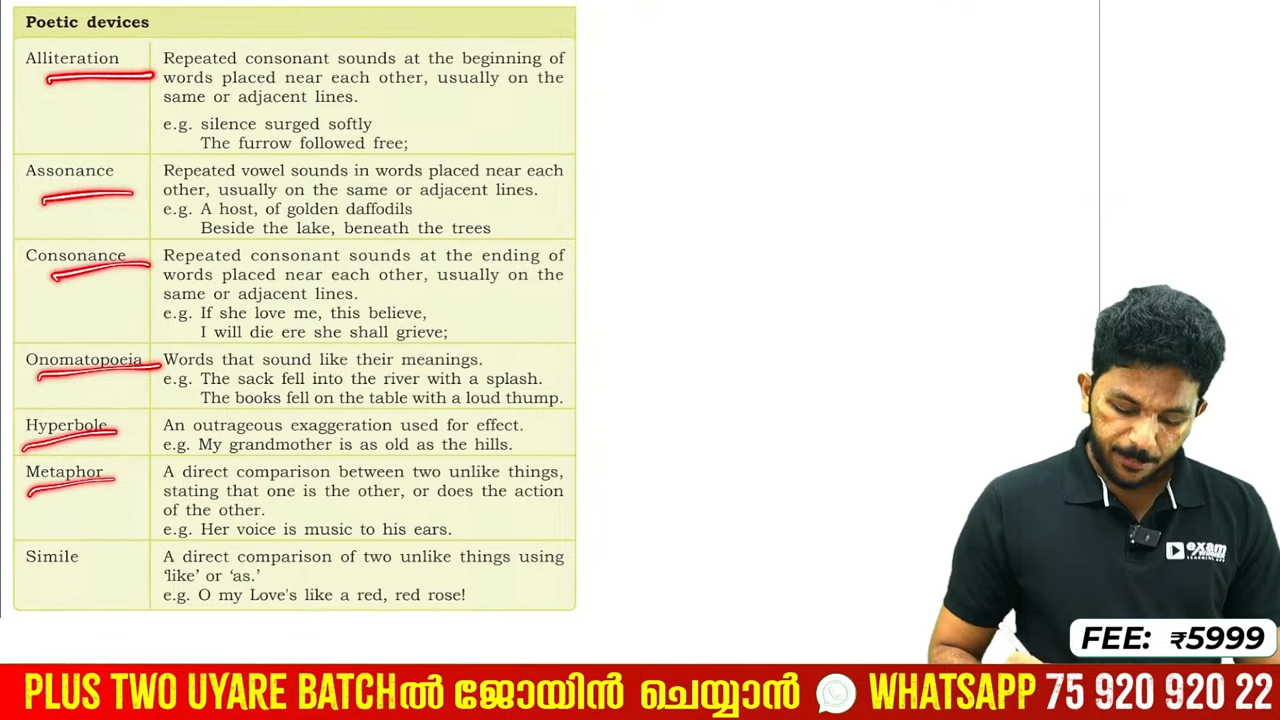 Poetic devices
Alliteration
Repeated consonant sounds at the beginning of
words placed near each other, usually on the
same or adjacent lines.
e.g. silence surged softly
The furrow followed free;
Assonance
Repeated vowel sounds in words placed near each
other, usually on the same or adjacent lines.
e.g. A host, of golden daffodils
Beside the lake, beneath the trees
Consonance
Repeated consonant sounds at the ending of
words placed near each other, usually on the
same or adjacent lines.
e.g. If she love me, this believe,
I will die ere she shall grieve;
Onomatopoeia
Words that sound like their meanings.
e.g. The sack fell into the river with a splash.
The books fell on the table with a loud thump.
Hyperbole
An outrageous exaggeration used for effect.
e.g. My grandmother is as old as the hills.
Metaphor
A direct comparison between two unlike things,
stating that one is the other, or does the action
of the other.
e.g. Her voice is music to his ears.
Simile
A direct comparison of two unlike things using
'like' or 'as.'
e.g. O my Love's like a red, red rose!
exam
LEARNING APP
FEE: ₹5999
PLUS TWO UYARE BATCHൽ ജോയിൻ ചെയ്യാൻ WHATSAPP 75 920 920 22